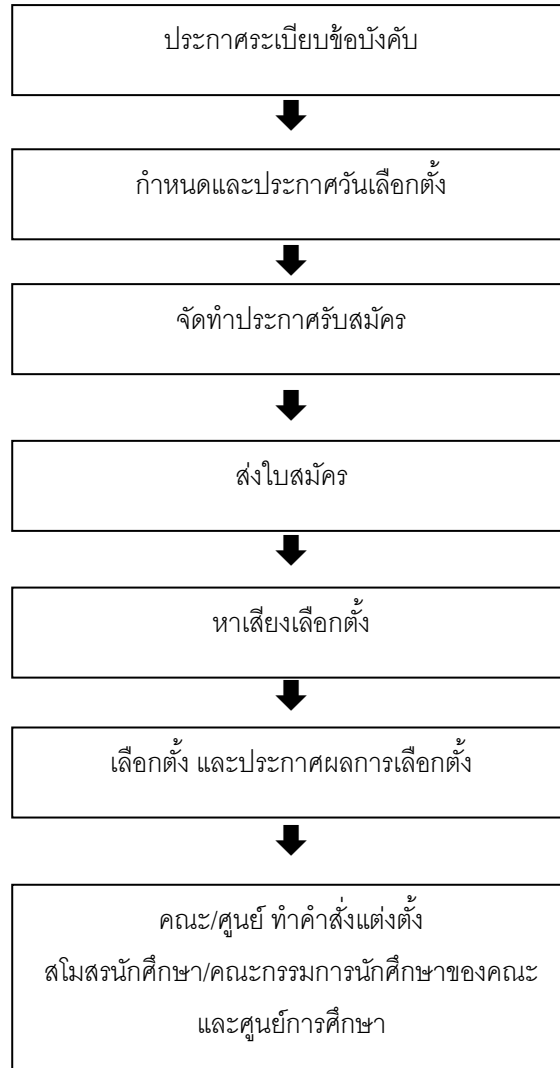 ประกาศระเบียบข้อบังคับ
กำหนดและประกาศวันเลือกตั้ง
จัดทำประกาศรับสมัคร
ส่งใบสมัคร
หาเสียงเลือกตั้ง
เลือกตั้ง และประกาศผลการเลือกตั้ง
คณะ/ศูนย์ ทำคำสั่งแต่งตั้ง
สโมสรนักศึกษา/คณะกรรมการนักศึกษาของคณะ
และศูนย์การศึกษา